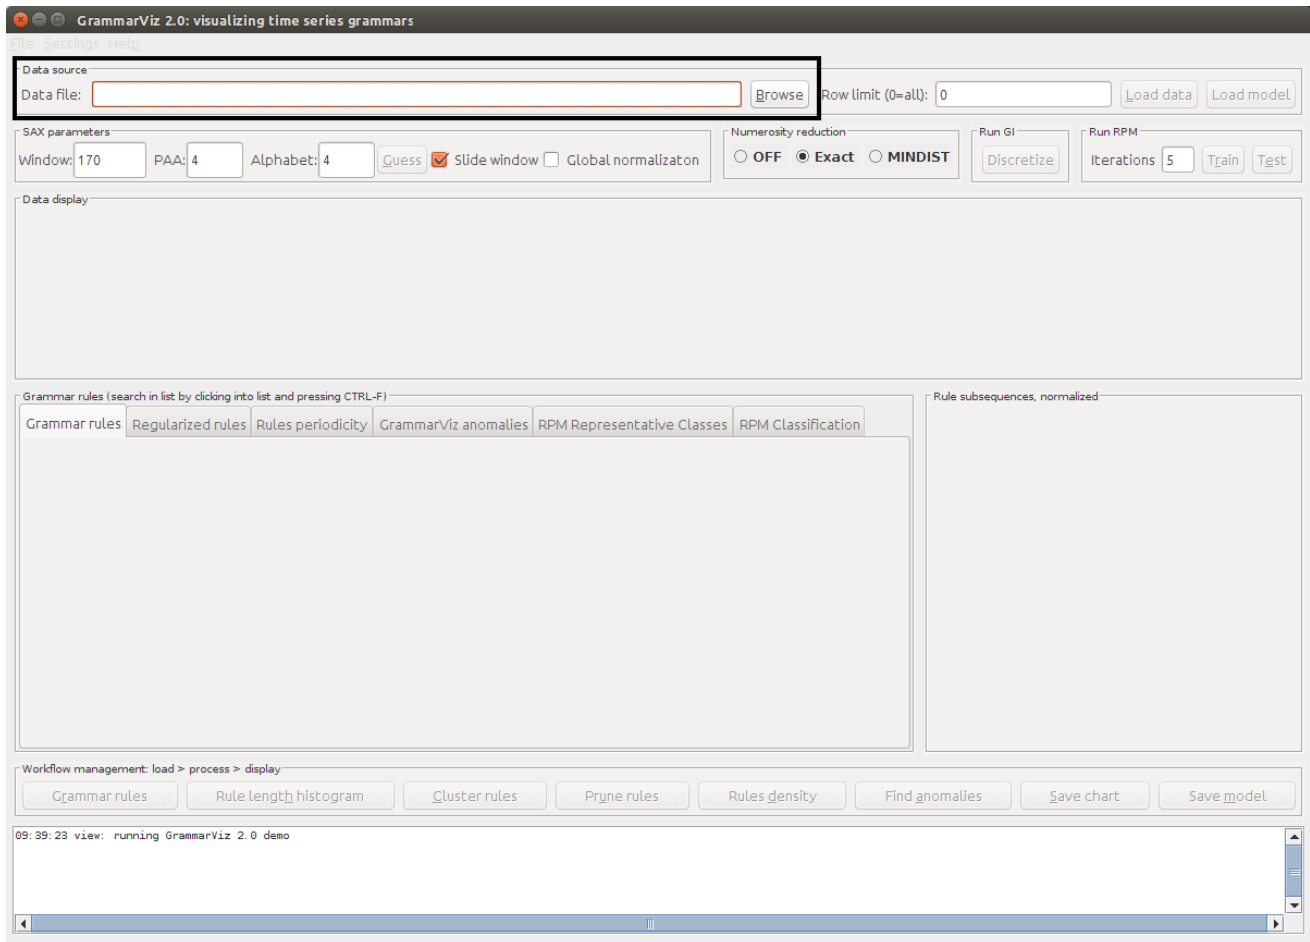 GrammarViz 2.0: visualizing time series grammars
File Settings Help
Data source
Data file: Browse Row limit (0=all): 0 Load data Load model
SAX parameters Numerosity reduction Run GI Run RPM
Window: 170 PAA: 4 Alphabet: 4 Guess Slide window Global normalizaton OFF Exact MINDIST Discretize Iterations 5 Train Test
Data display
Grammar rules (search in list by clicking into list and pressing CTRL-F) Rule subsequences, normalized
Grammar rules Regularized rules Rules periodicity GrammarViz anomalies RPM Representative Classes RPM Classification
Workflow management: load > process > display
Grammar rules Rule length histogram Cluster rules Prune rules Rules density Find anomalies Save chart Save model
09:39:23 view: running GrammarViz 2.0 demo